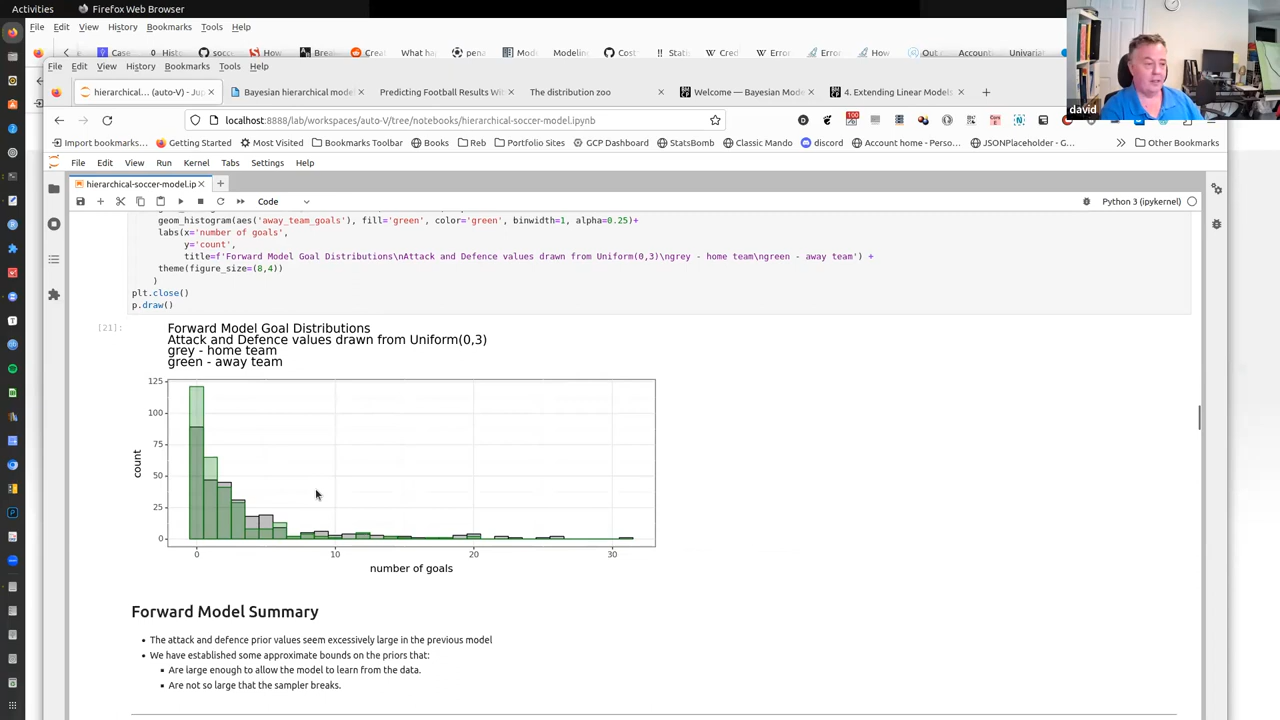 Activities
Firefox Web Browser
File Edit View History Bookmarks Tools Help
File Edit View History Bookmarks Tools Help
hierarchical... (auto-V) - Jup
Bayesian hierarchical mode
Predicting Football Results Wi
The distribution zoo
Welcome — Bayesian Mod
4. Extending Linear Models
localhost:8888/lab/workspaces/auto-V/tree/notebooks/hierarchical-soccer-model.ipynb
100
Import bookmarks... Getting Started Most Visited Bookmarks Toolbar Books Reb Portfolio Sites GCP Dashboard StatsBomb Classic Mando discord Account home - Perso... JSONPlaceholder - G... Other Bookmarks
david
File Edit View Run Kernel Tabs Settings Help
hierarchical-soccer-model.ip
Code
Python 3 (ipykernel)
geom_histogram(aes('away_team_goals'), fill='green', color='green', binwidth=1, alpha=0.25)+
labs(x='number of goals',
y='count',
title=f'Forward Model Goal Distributions\nAttack and Defence values drawn from Uniform(0,3)\ngrey - home team\ngreen - away team') +
theme(figure_size=(8,4))
)
plt.close()
p.draw()
[21]:
Forward Model Goal Distributions
Attack and Defence values drawn from Uniform(0,3)
grey - home team
green - away team
125
100
75
50
25
0
count
0 10 20 30
number of goals
Forward Model Summary
• The attack and defence prior values seem excessively large in the previous model
• We have established some approximate bounds on the priors that:
▪ Are large enough to allow the model to learn from the data.
▪ Are not so large that the sampler breaks.